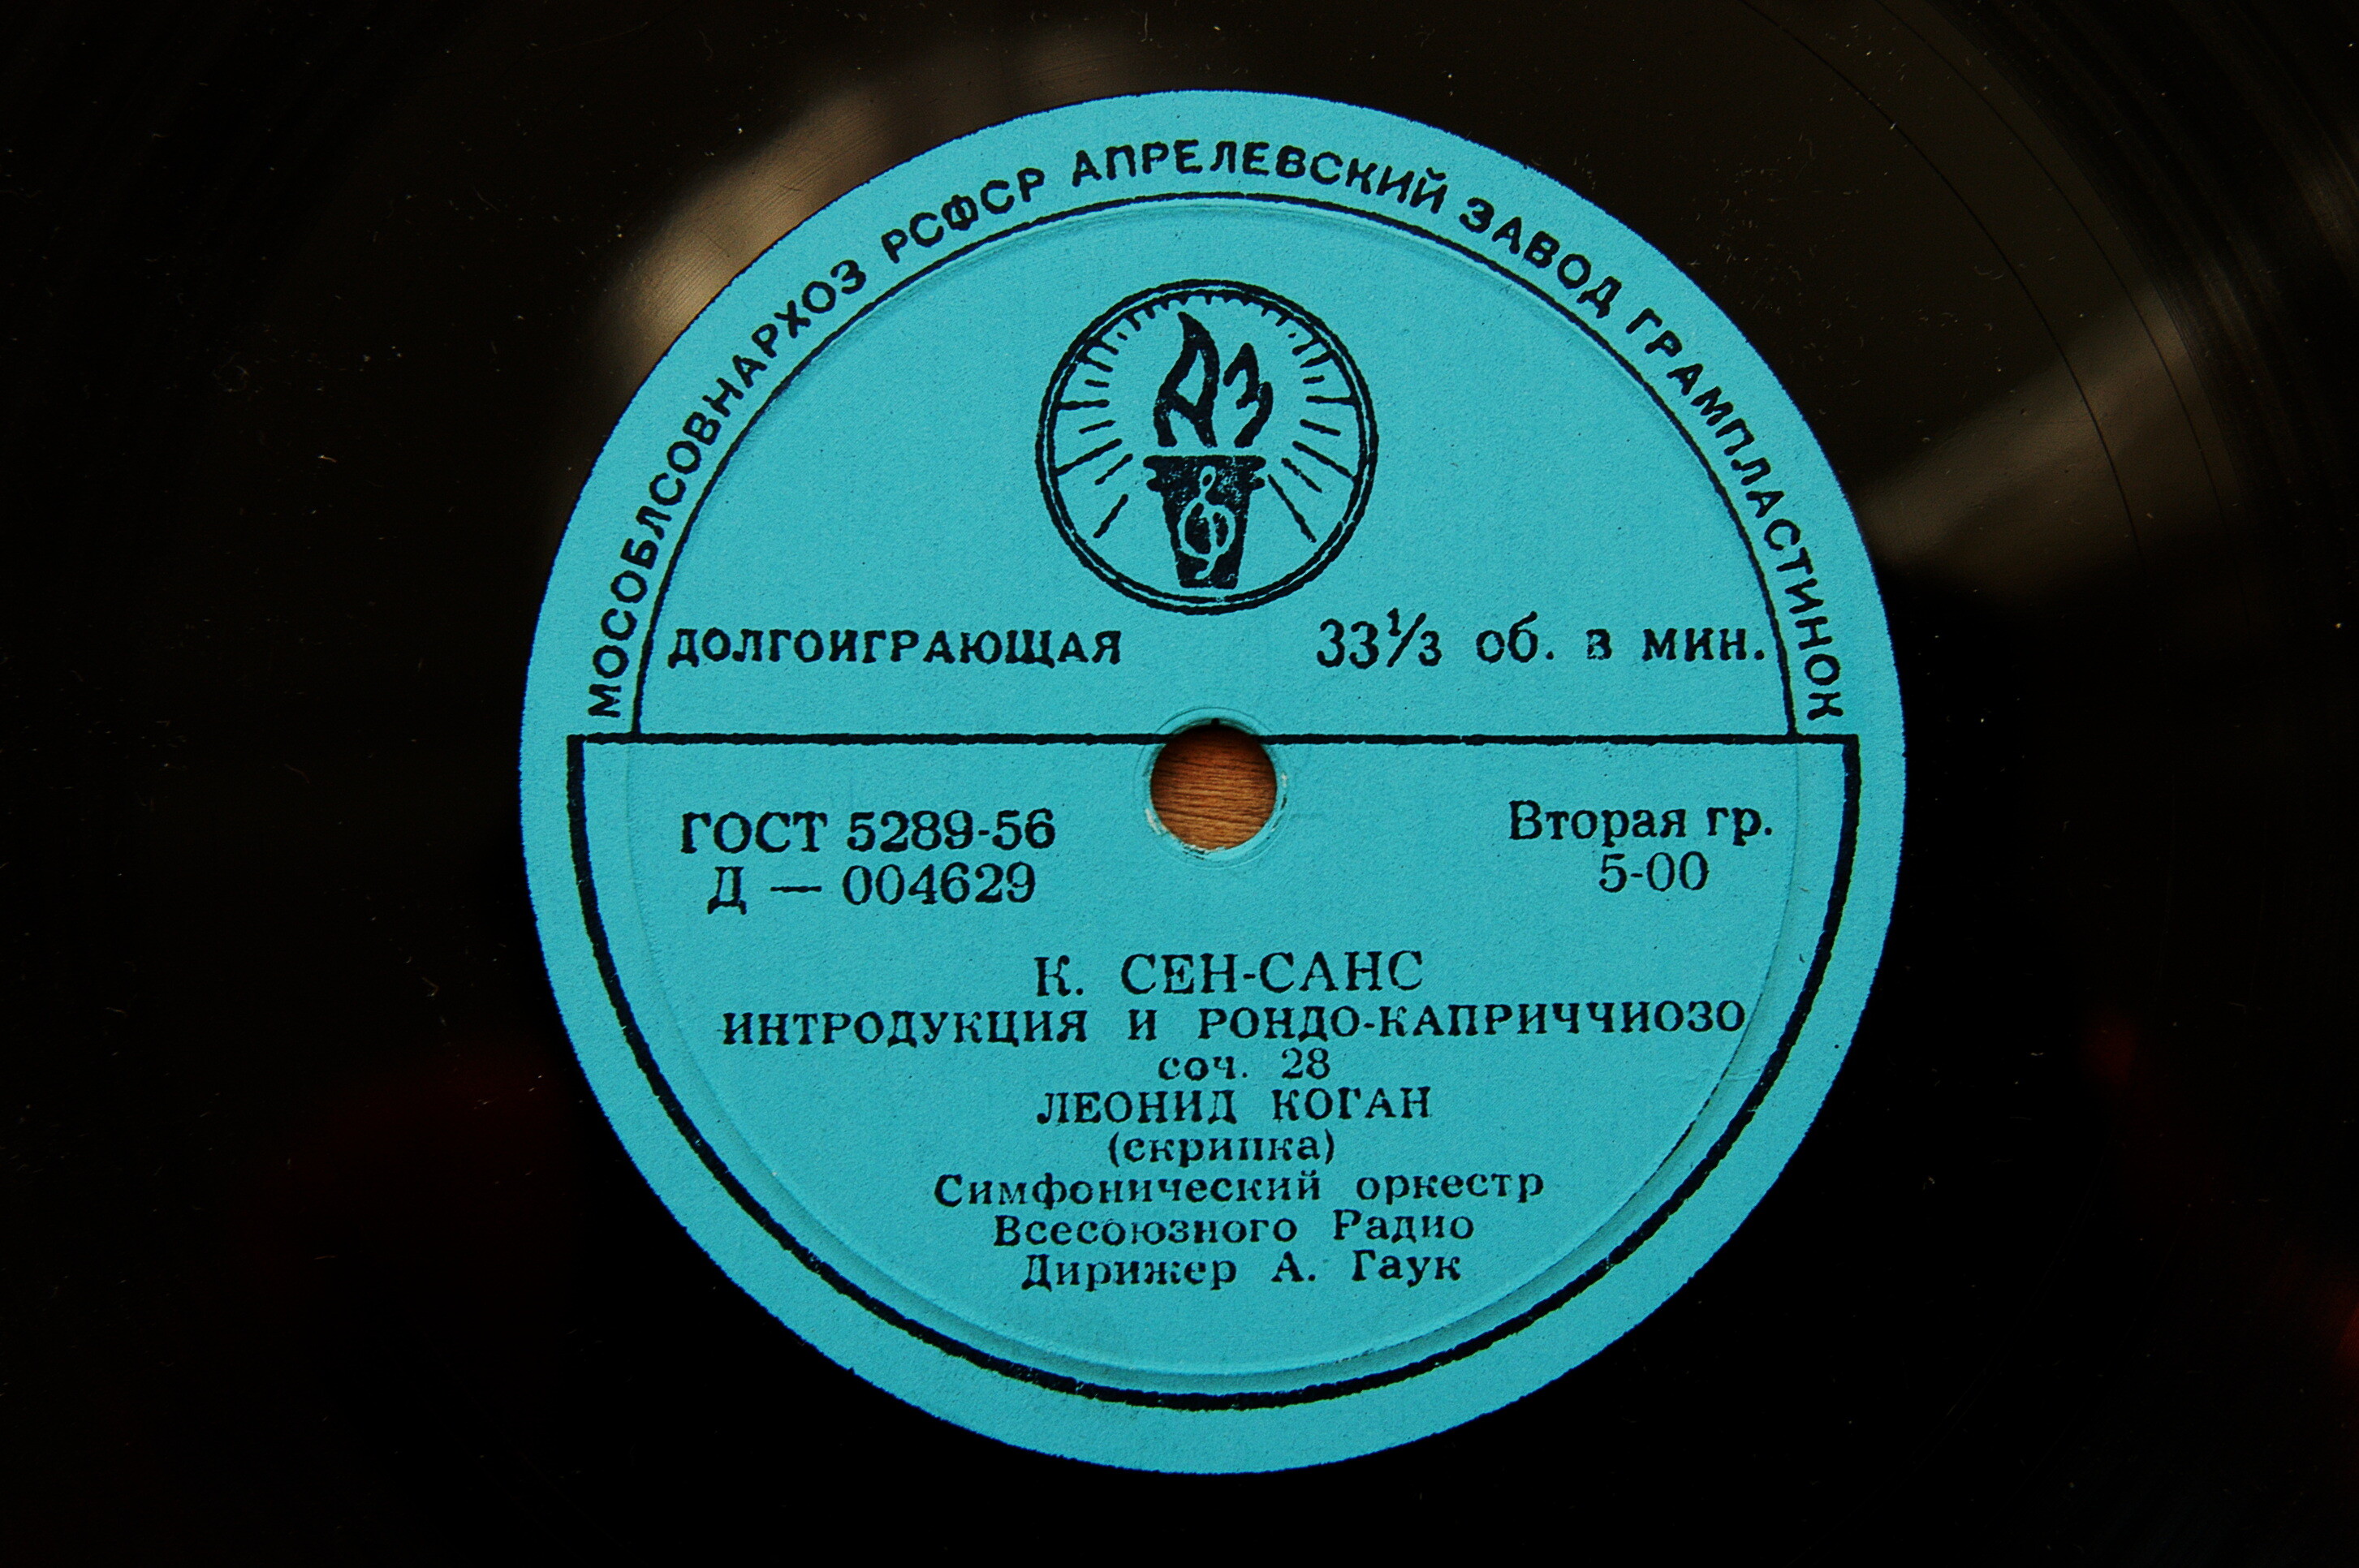 МОСОБЛСОВНАРХОЗ РСФСР АПРЕЛЕВСКИЙ ЗАВОД ГРАМПЛАСТИНОК
АЗ
ДОЛГОИГРАЮЩАЯ 33⅓ об. в мин.
ГОСТ 5289-56 Вторая гр.
Д — 004629 5-00
К. СЕН-САНС
ИНТРОДУКЦИЯ И РОНДО-КАПРИЧЧИОЗО
соч. 28
ЛЕОНИД КОГАН
(скрипка)
Симфонический оркестр
Всесоюзного Радио
Дирижер А. Гаук